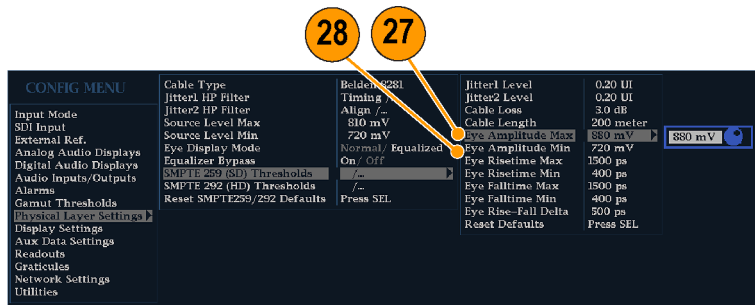 28 27
CONFIG MENU
Input Mode
SDI Input
External Ref.
Analog Audio Displays
Digital Audio Displays
Audio Inputs/Outputs
Alarms
Gamut Thresholds
Physical Layer Settings
Display Settings
Aux Data Settings
Readouts
Graticules
Network Settings
Utilities
Cable Type Belden 8281
Jitter1 HP Filter Timing /...
Jitter2 HP Filter Align /...
Source Level Max 810 mV
Source Level Min 720 mV
Eye Display Mode Normal/ Equalized
Equalizer Bypass On/ Off
SMPTE 259 (SD) Thresholds /...
SMPTE 292 (HD) Thresholds /...
Reset SMPTE259/292 Defaults Press SEL
Jitter1 Level 0.20 UI
Jitter2 Level 0.20 UI
Cable Loss 3.0 dB
Cable Length 200 meter
Eye Amplitude Max 880 mV
Eye Amplitude Min 720 mV
Eye Risetime Max 1500 ps
Eye Risetime Min 400 ps
Eye Falltime Max 1500 ps
Eye Falltime Min 400 ps
Eye Rise-Fall Delta 500 ps
Reset Defaults Press SEL
880 mV